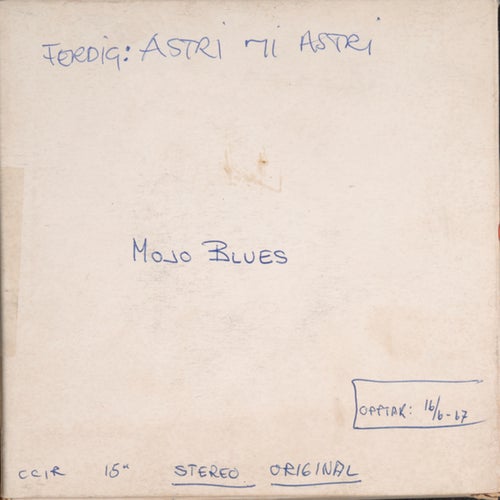 FERDIG: ASTRI MI ASTRI
MOJO BLUES
OPPTAK: 16/6-67
CCIR 15" STEREO ORIGINAL